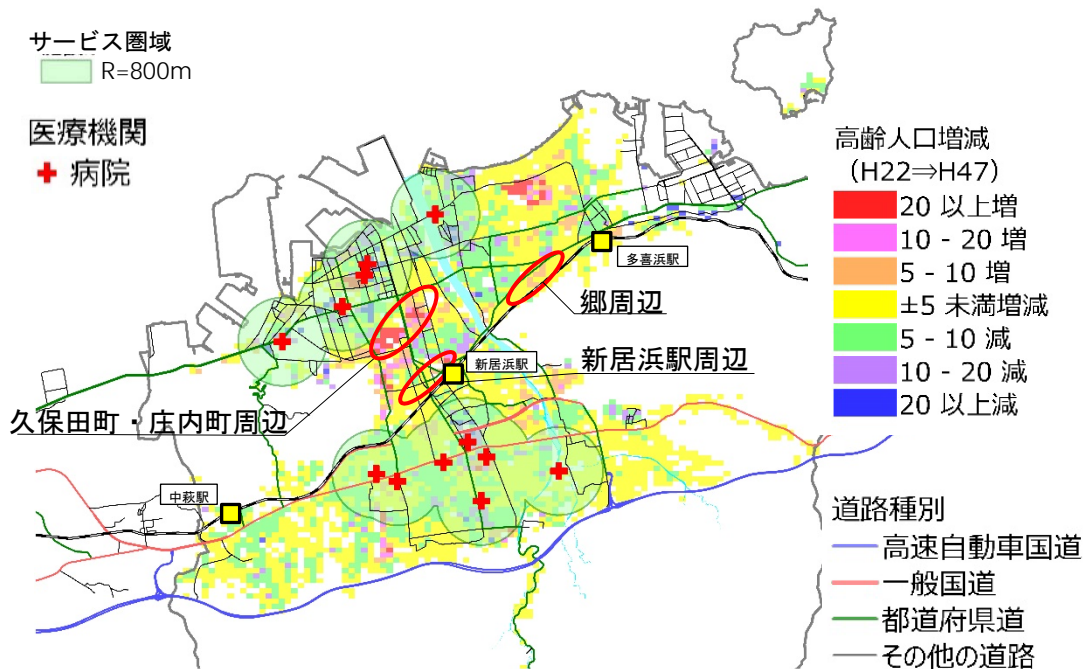 サービス圏域
R=800m
医療機関
病院
高齢人口増減
（H22⇒H47）
20 以上増
10 - 20 増
5 - 10 増
±5 未満増減
5 - 10 減
10 - 20 減
20 以上減
多喜浜駅
郷周辺
新居浜駅
新居浜駅周辺
久保田町・庄内町周辺
中萩駅
道路種別
高速自動車国道
一般国道
都道府県道
その他の道路